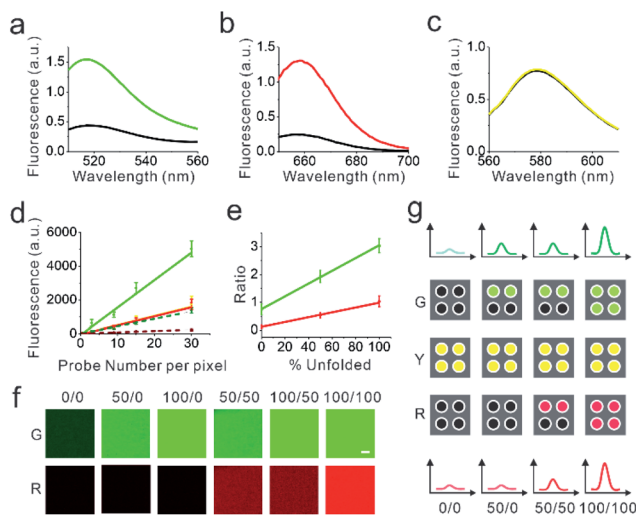 a
Fluorescence (a.u.)
1.5
1.0
0.5
0.0
520 540 560
Wavelength (nm)
b
Fluorescence (a.u.)
1.5
1.0
0.5
0.0
660 680 700
Wavelength (nm)
c
Fluorescence (a.u.)
1.0
0.5
0.0
560 580 600
Wavelength (nm)
d
Fluorescence (a.u.)
6000
4000
2000
0
0 10 20 30
Probe Number per pixel
e
Ratio
3
2
1
0
0 50 100
% Unfolded
f
0/0 50/0 100/0 50/50 100/50 100/100
G
R
g
G
Y
R
0/0 50/0 50/50 100/100